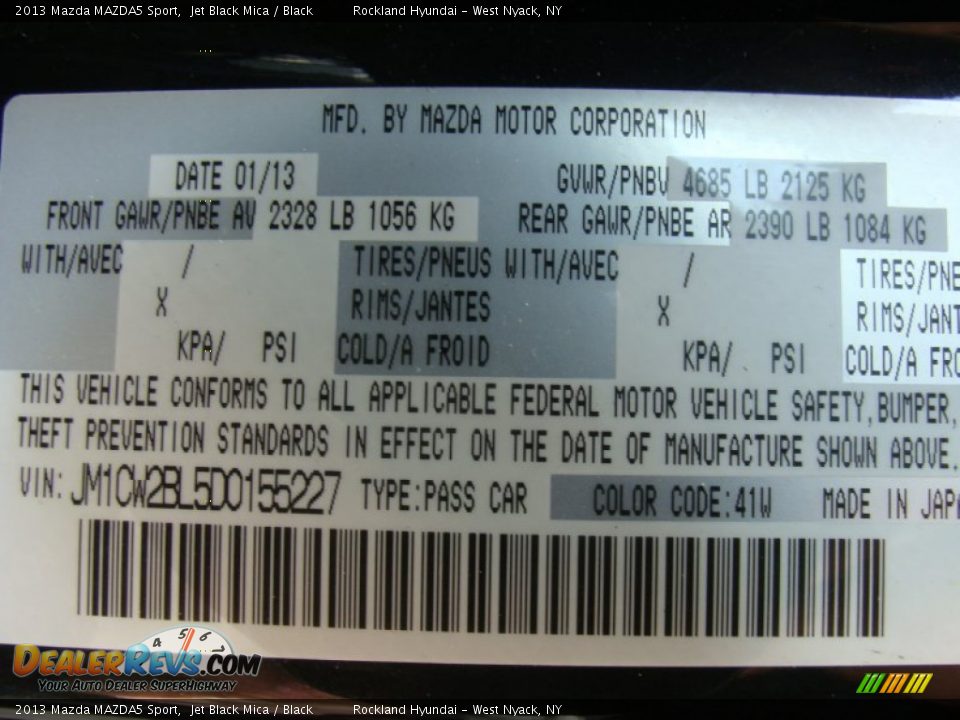 2013 Mazda MAZDA5 Sport, Jet Black Mica / Black Rockland Hyundai - West Nyack, NY
MFD. BY MAZDA MOTOR CORPORATION
DATE 01/13 GVWR/PNBV 4685 LB 2125 KG
FRONT GAWR/PNBE AV 2328 LB 1056 KG REAR GAWR/PNBE AR 2390 LB 1084 KG
WITH/AVEC / TIRES/PNEUS WITH/AVEC / TIRES/PNE
X RIMS/JANTES X RIMS/JANT
KPA/ PSI COLD/A FROID KPA/ PSI COLD/A FRO
THIS VEHICLE CONFORMS TO ALL APPLICABLE FEDERAL MOTOR VEHICLE SAFETY, BUMPER,
THEFT PREVENTION STANDARDS IN EFFECT ON THE DATE OF MANUFACTURE SHOWN ABOVE.
VIN: JM1CW2BL5D0155227 TYPE:PASS CAR COLOR CODE:41W MADE IN JAPA
4 5 6 7
DEALERREVS.COM
YOUR AUTO DEALER SUPERHIGHWAY
2013 Mazda MAZDA5 Sport, Jet Black Mica / Black Rockland Hyundai - West Nyack, NY